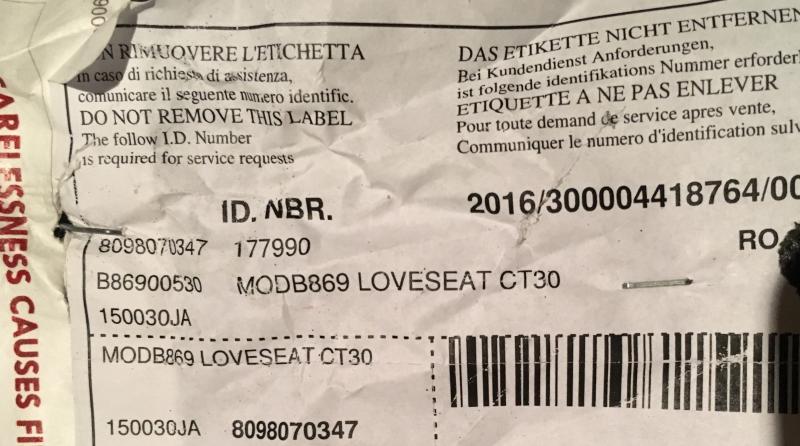 N RIMUOVERE L'ETICHETTA
in caso di richiesta di assistenza,
comunicare il seguente numero identific.
DO NOT REMOVE THIS LABEL
The follow I.D. Number
is required for service requests
DAS ETIKETTE NICHT ENTFERNEN
Bei Kundendienst Anforderungen,
ist folgende identifikations Nummer erforderl
ETIQUETTE A NE PAS ENLEVER
Pour toute demand de service apres vente,
Communiquer le numero d'identification sulv
ID. NBR.
2016/300004418764/00
8098070347 177990
RO
B86900530 MODB869 LOVESEAT CT30
150030JA
MODB869 LOVESEAT CT30
150030JA 8098070347
ARELESSNESS CAUSES FI